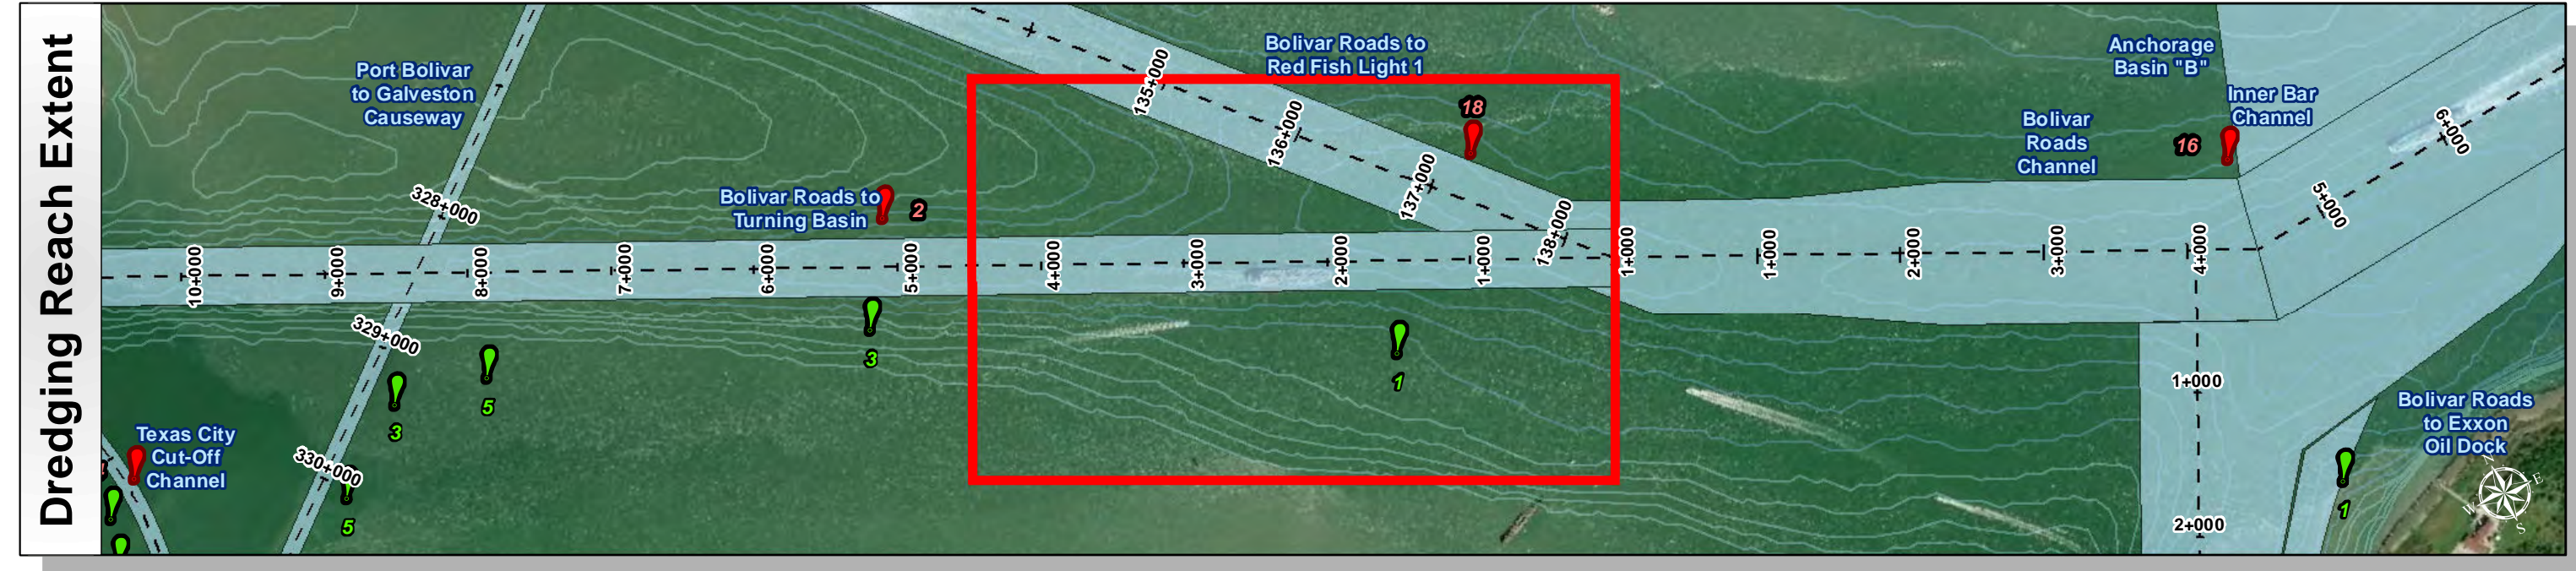 Dredging Reach Extent
Port Bolivar
to Galveston
Causeway
Bolivar Roads to
Red Fish Light 1
Anchorage
Basin "B"
Inner Bar
Channel
Bolivar
Roads
Channel
Bolivar Roads to
Turning Basin
Texas City
Cut-Off
Channel
Bolivar Roads
to Exxon
Oil Dock
135+000
136+000
137+000
138+000
18
16
2
328+000
329+000
330+000
10+000
9+000
8+000
7+000
6+000
5+000
4+000
3+000
2+000
1+000
1+000
1+000
2+000
3+000
4+000
5+000
6+000
1+000
2+000
3
5
3
5
1
1
N
E
S
W